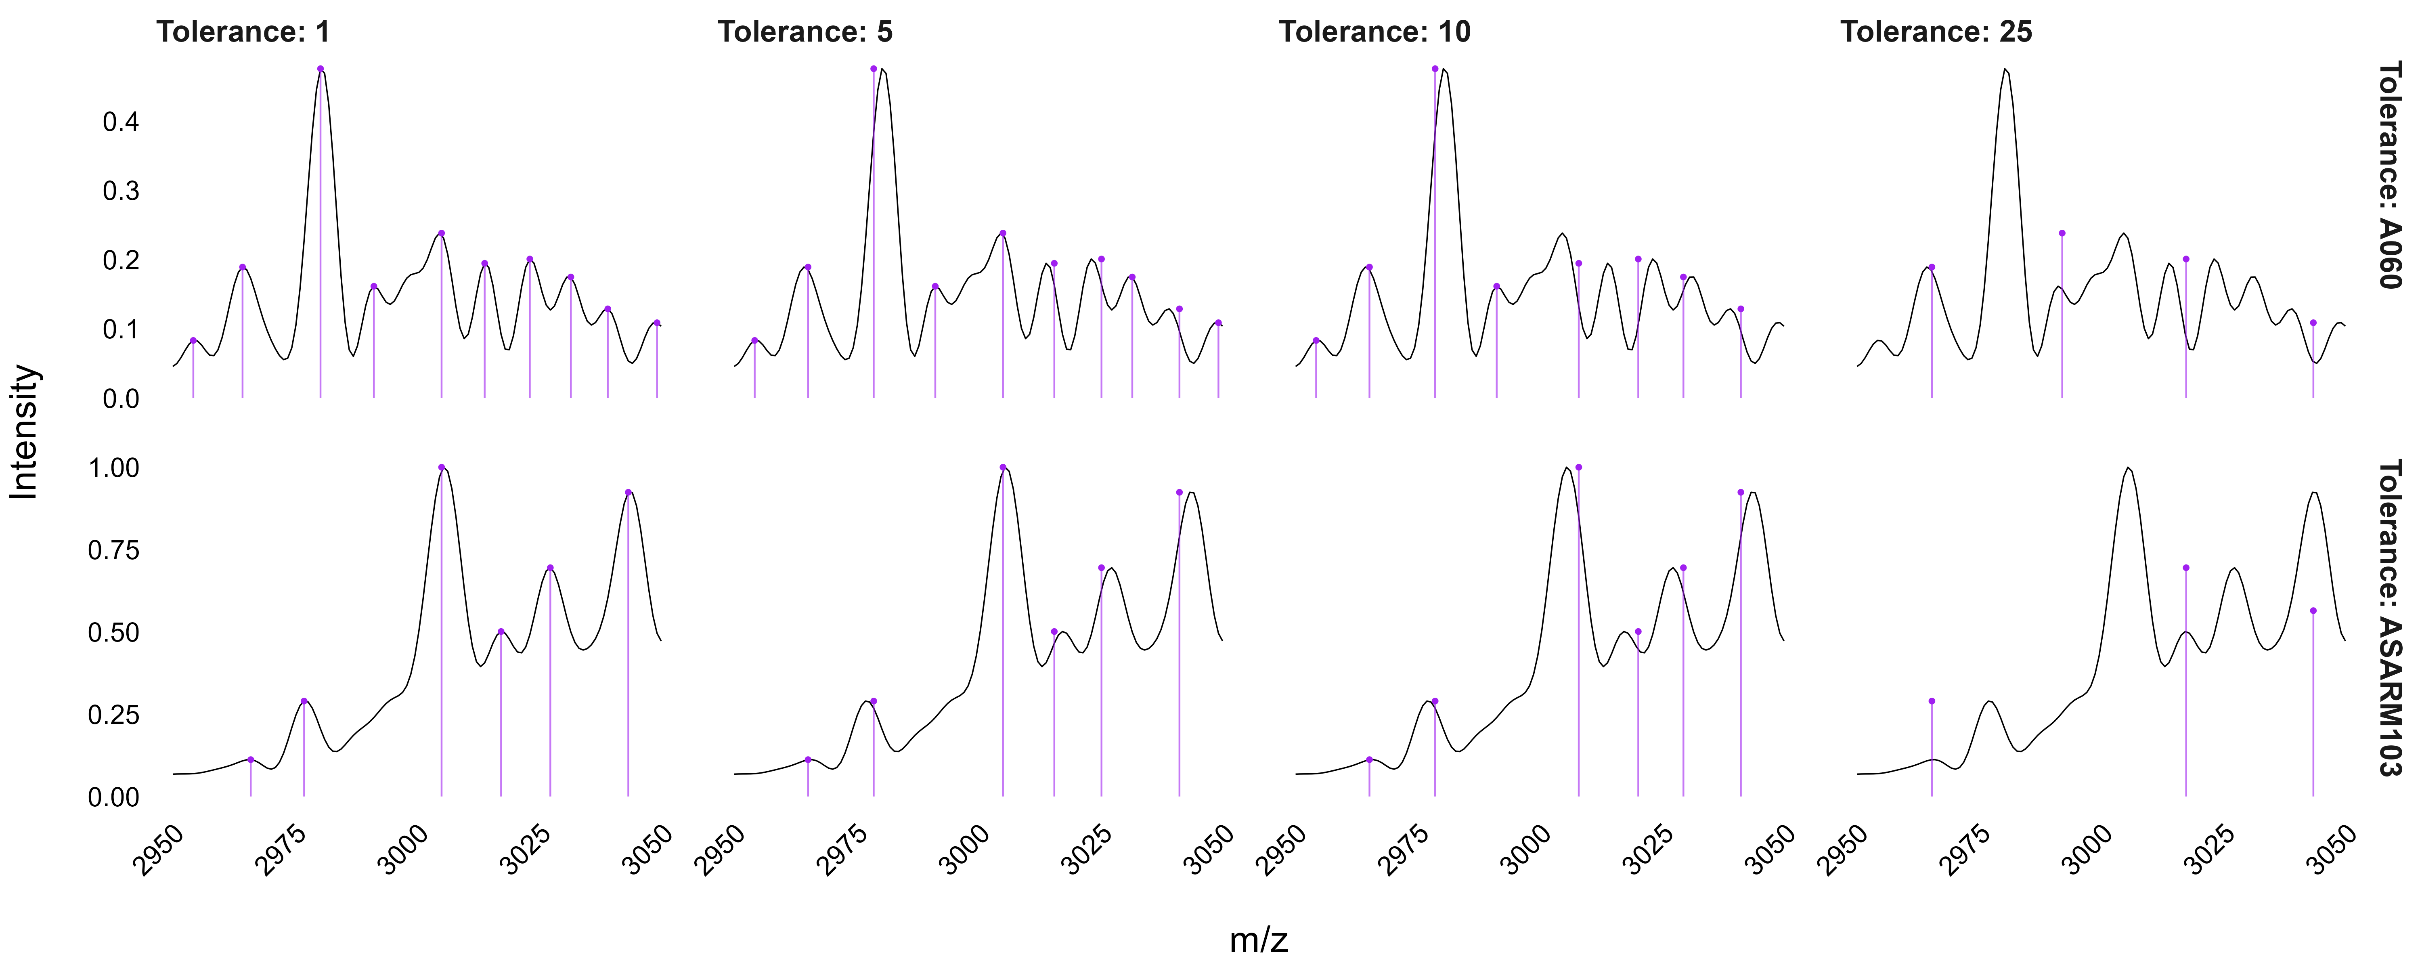 Tolerance: 1
Tolerance: 5
Tolerance: 10
Tolerance: 25
Tolerance: A060
0.4
0.3
0.2
0.1
0.0
Intensity
Tolerance: ASARM103
1.00
0.75
0.50
0.25
0.00
2950 2975 3000 3025 3050
2950 2975 3000 3025 3050
2950 2975 3000 3025 3050
2950 2975 3000 3025 3050
m/z